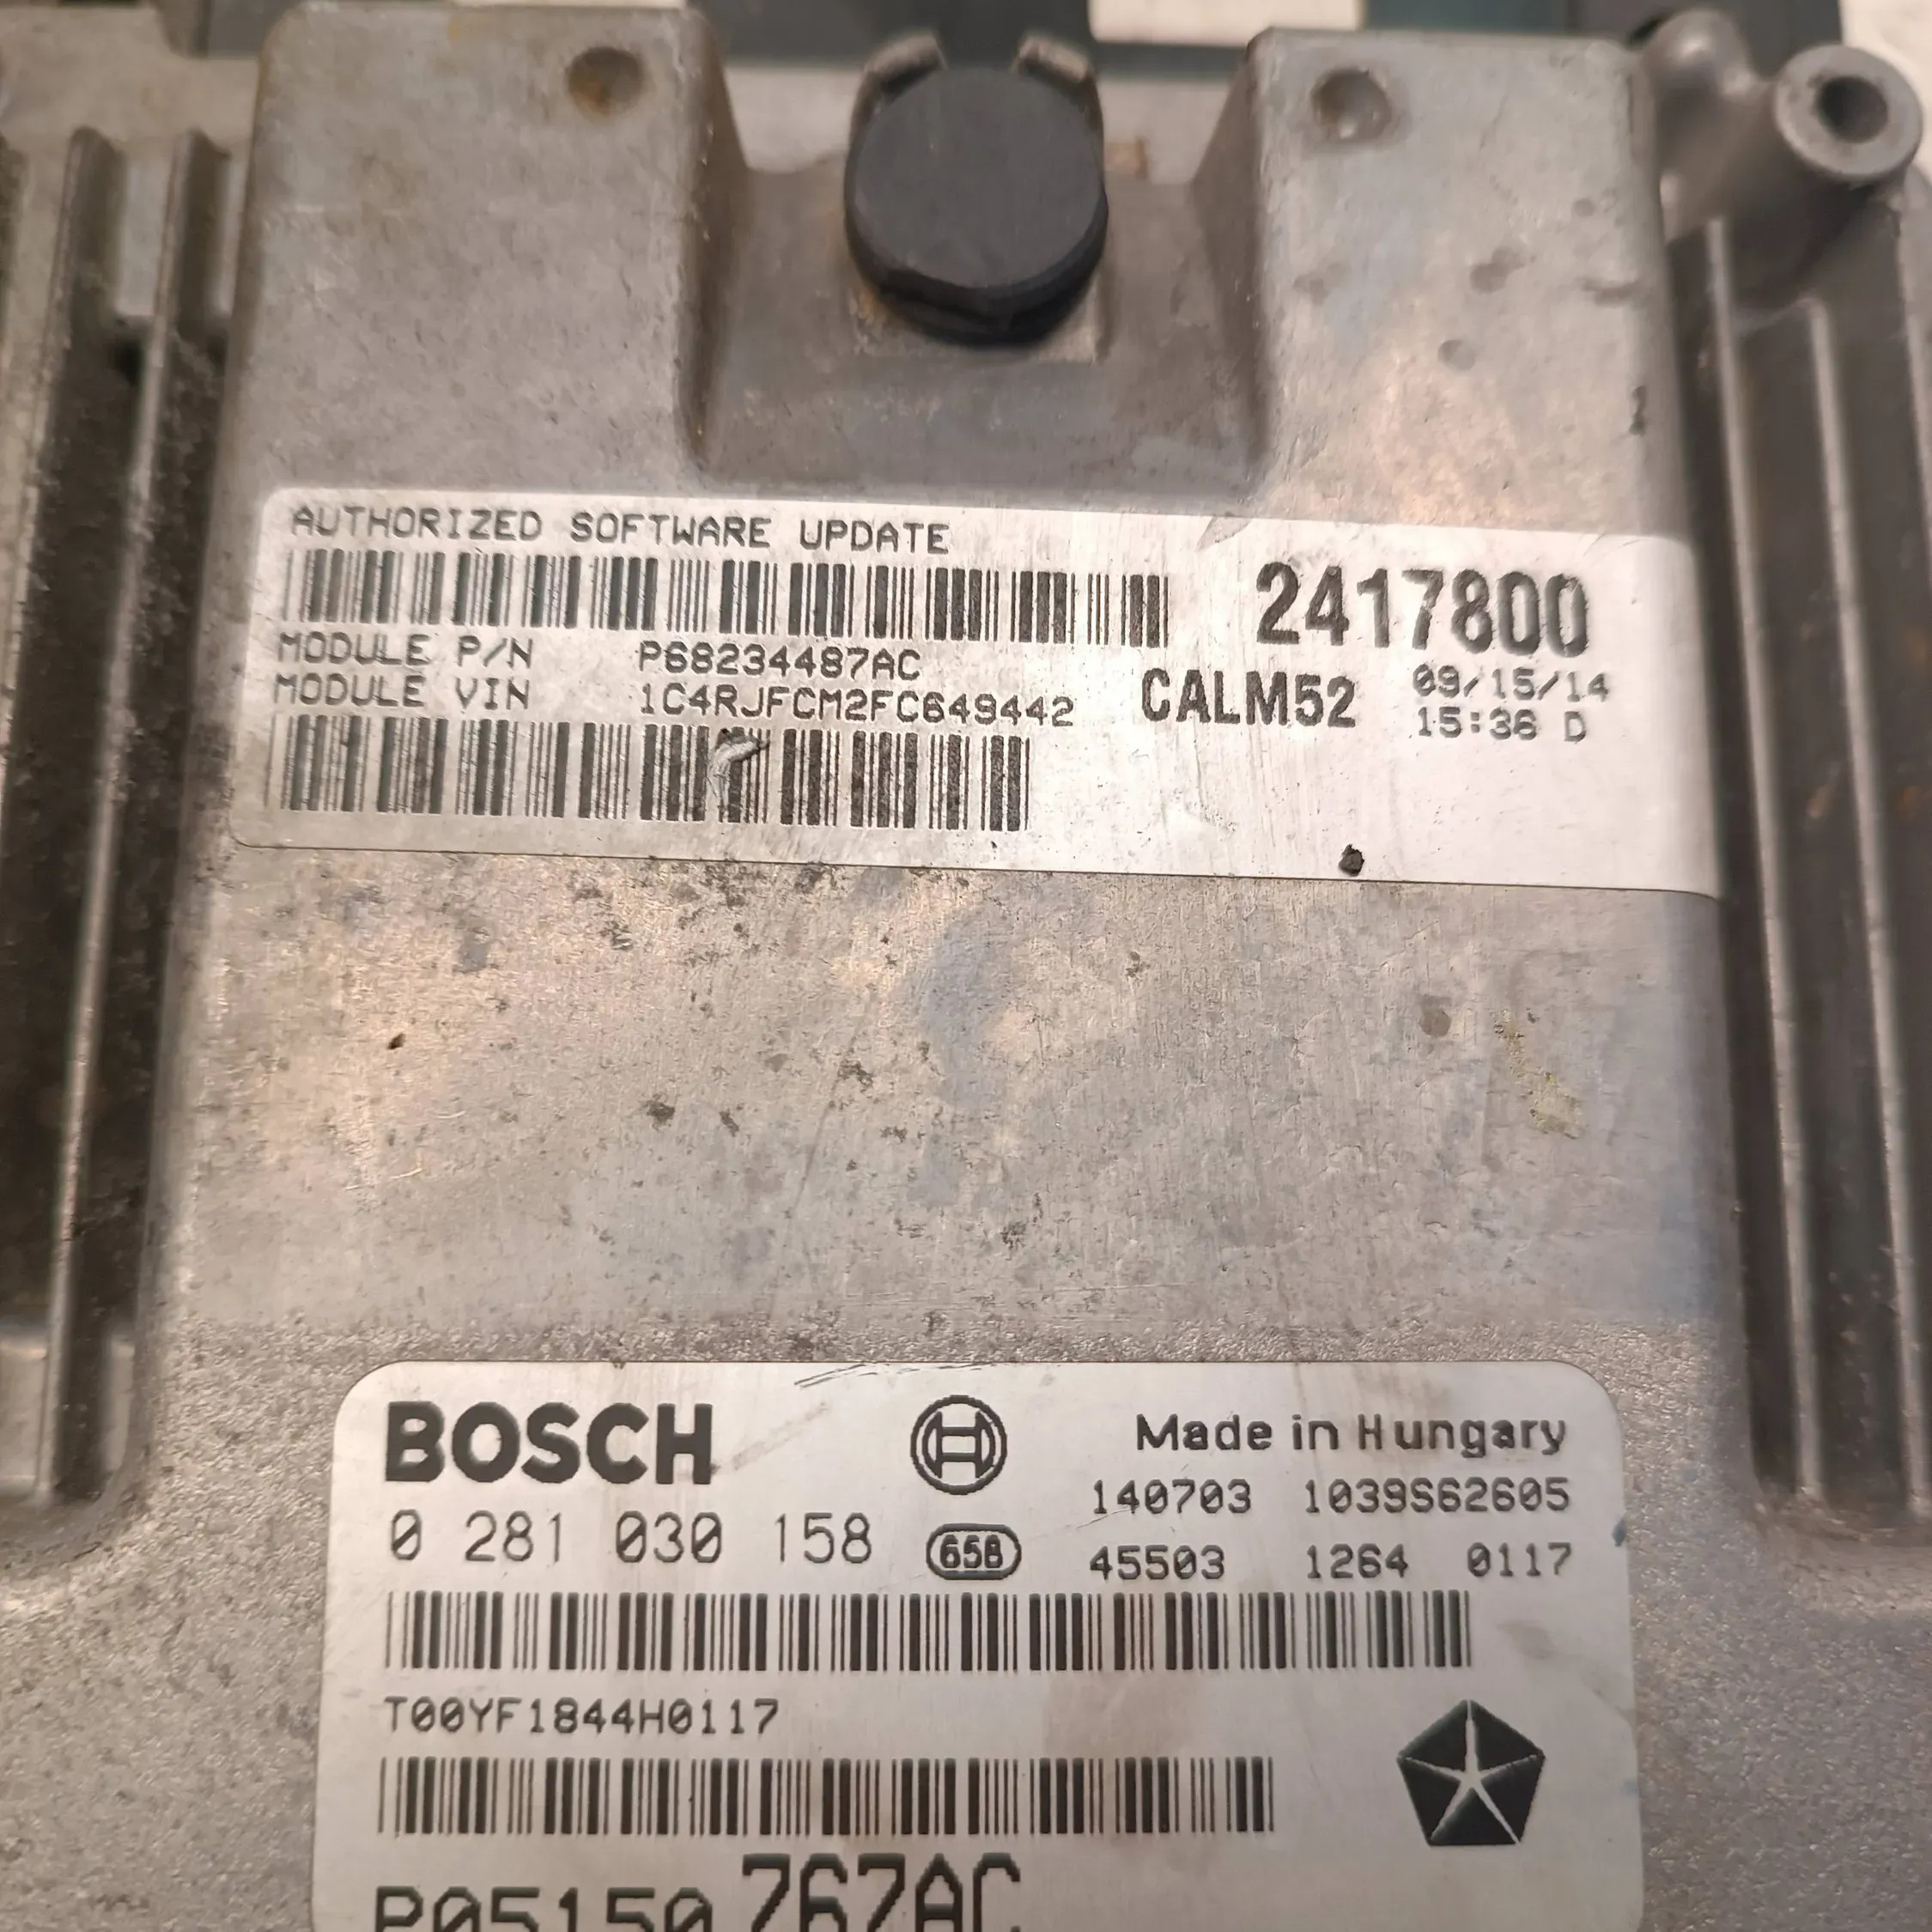 AUTHORIZED SOFTWARE UPDATE
2417800
MODULE P/N P68234487AC
MODULE VIN 1C4RJFCM2FC649442
CALM52
09/15/14
15:36 D
BOSCH
Made in Hungary
140703 1039S62605
0 281 030 158
65B
45503 1264 0117
T00YF1844H0117
P05150767AC